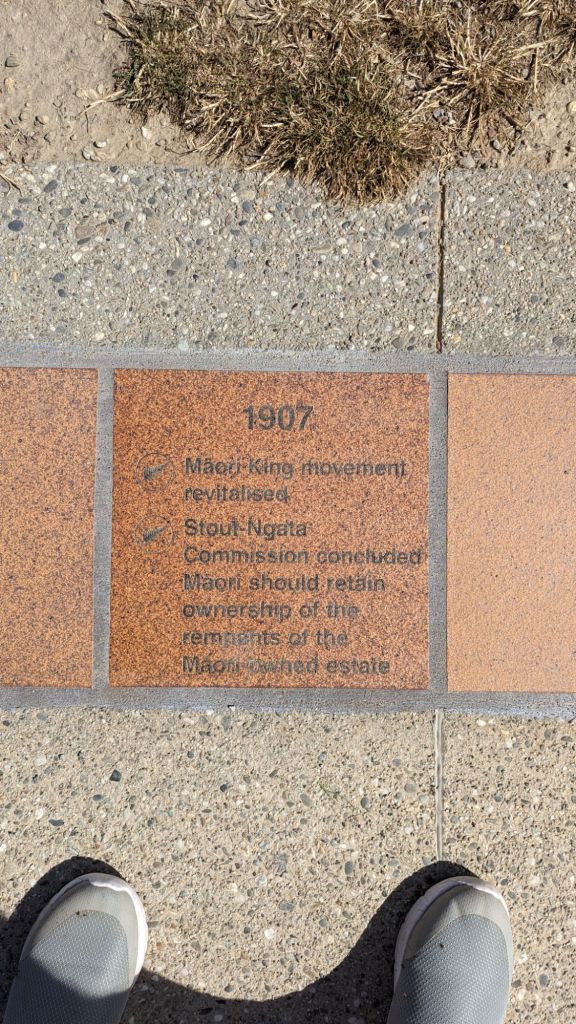 1907
Māori King movement
revitalised
Stout-Ngata
Commission concluded
Māori should retain
ownership of the
remnants of the
Māori-owned estate